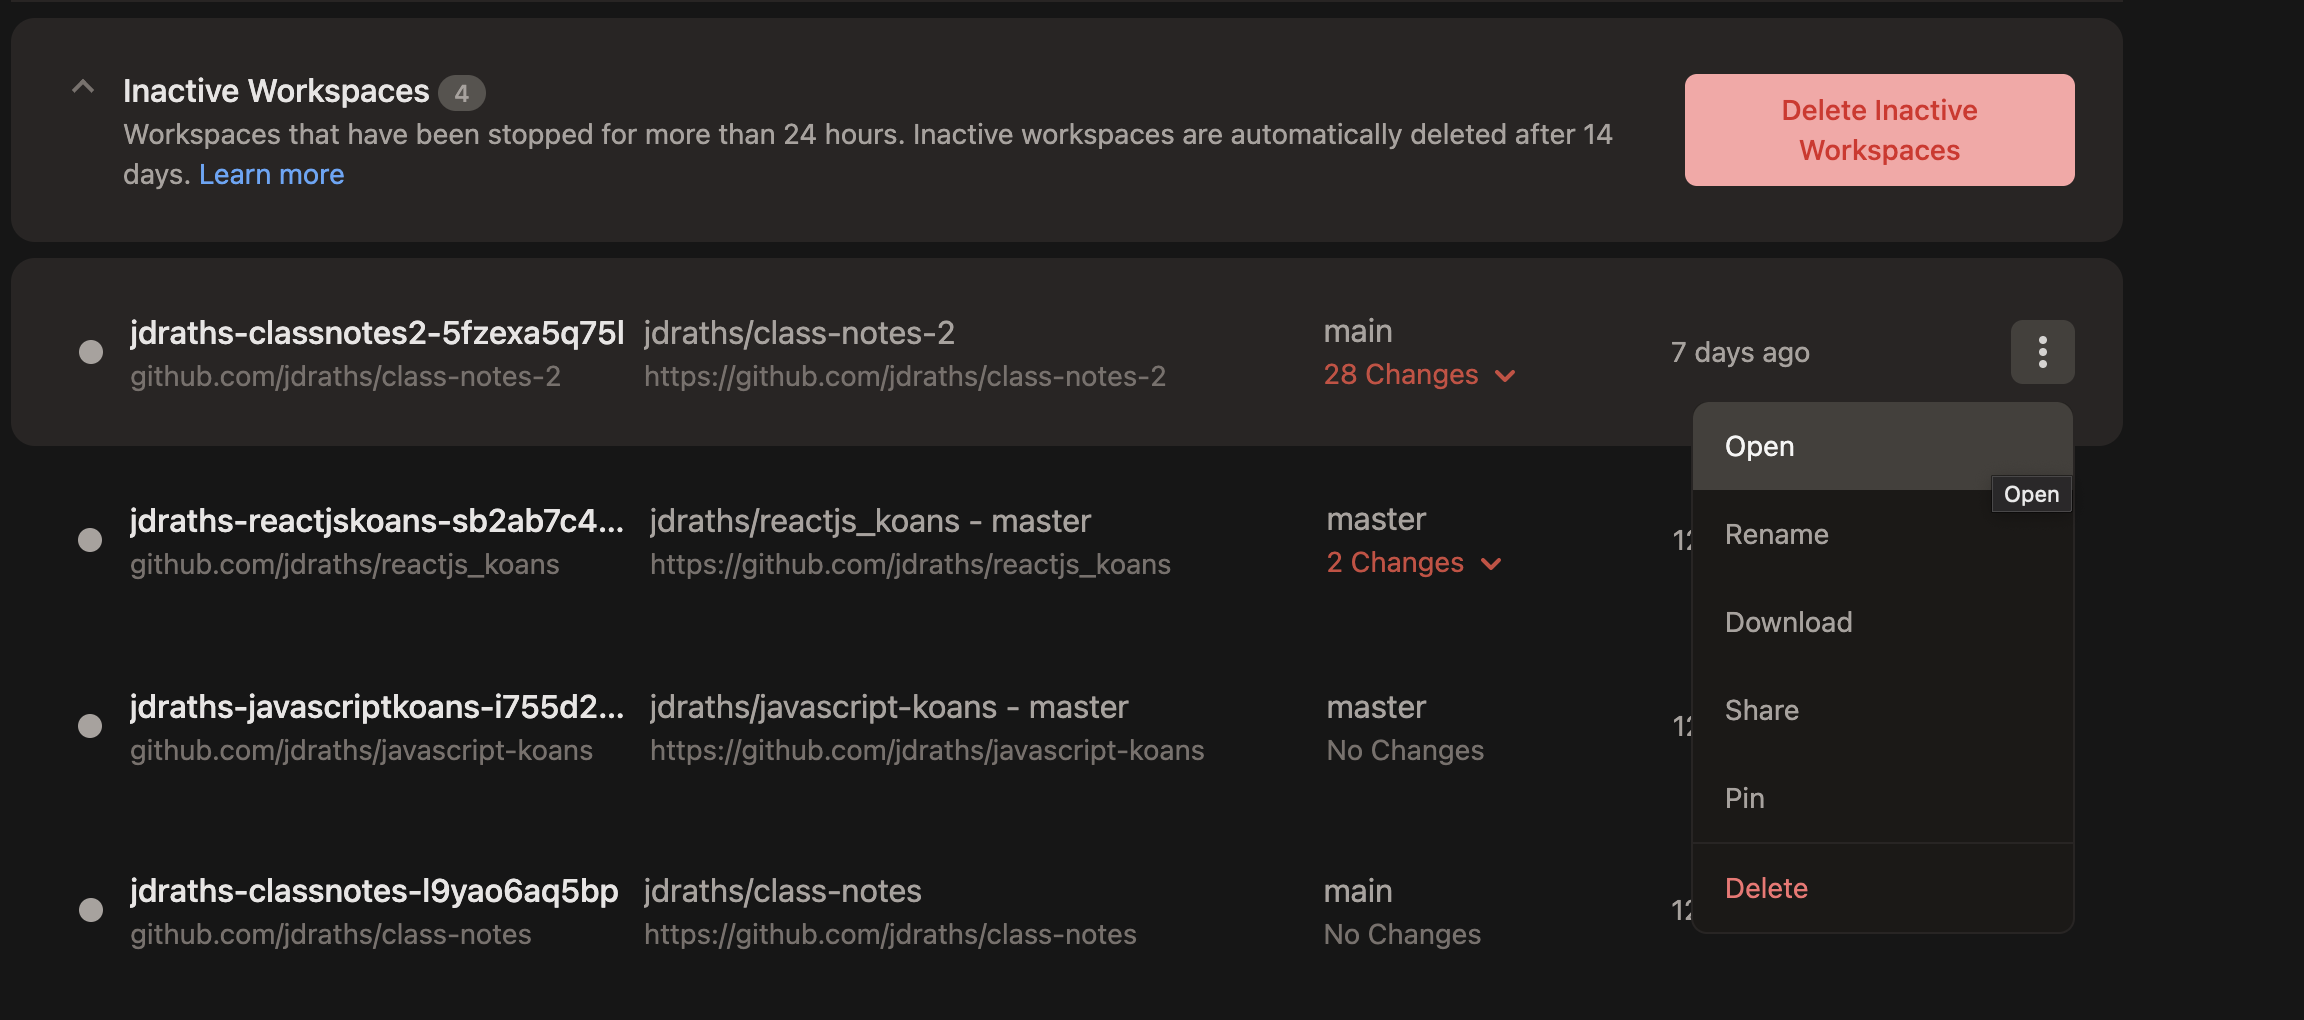 Inactive Workspaces 4
Workspaces that have been stopped for more than 24 hours. Inactive workspaces are automatically deleted after 14
days. Learn more
Delete Inactive
Workspaces
jdraths-classnotes2-5fzexa5q75l
github.com/jdraths/class-notes-2
jdraths/class-notes-2
https://github.com/jdraths/class-notes-2
main
28 Changes
7 days ago
jdraths-reactjskoans-sb2ab7c4...
github.com/jdraths/reactjs_koans
jdraths/reactjs_koans - master
https://github.com/jdraths/reactjs_koans
master
2 Changes
jdraths-javascriptkoans-i755d2...
github.com/jdraths/javascript-koans
jdraths/javascript-koans - master
https://github.com/jdraths/javascript-koans
master
No Changes
jdraths-classnotes-l9yao6aq5bp
github.com/jdraths/class-notes
jdraths/class-notes
https://github.com/jdraths/class-notes
main
No Changes
Open
Open
Rename
Download
Share
Pin
Delete